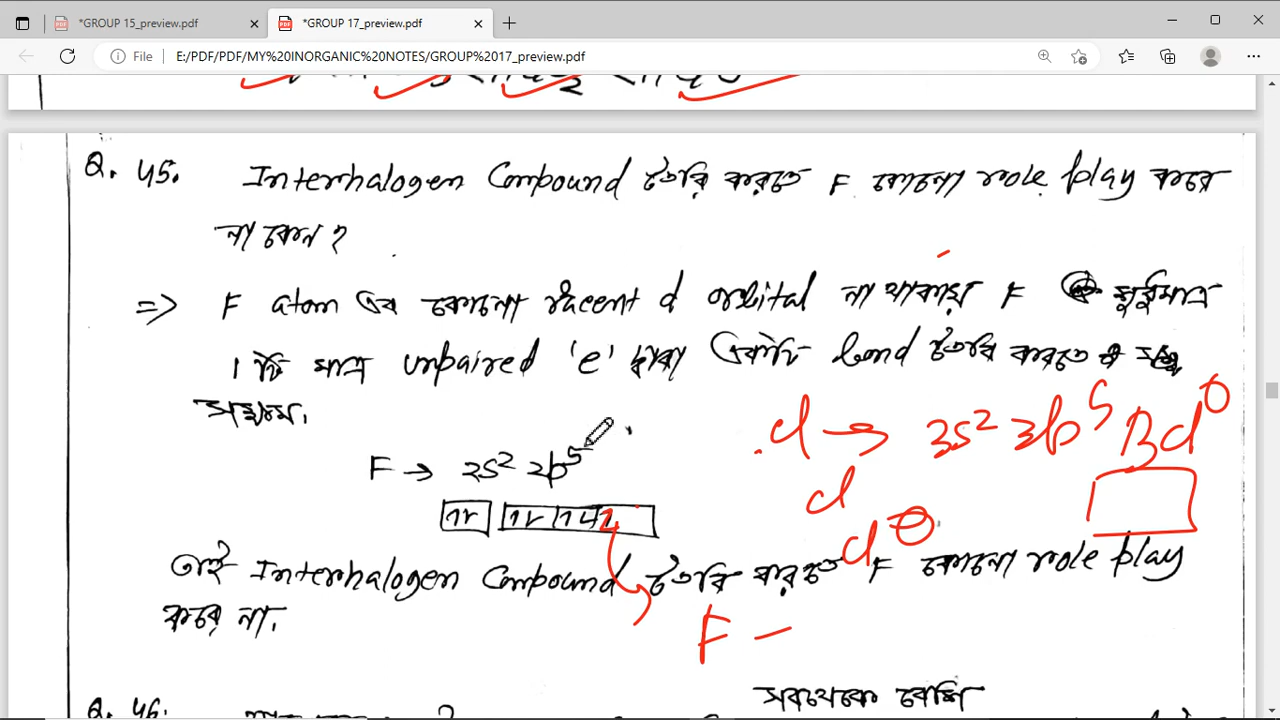 *GROUP 15_preview.pdf
*GROUP 17_preview.pdf
File
E:/PDF/PDF/MY%20INORGANIC%20NOTES/GROUP%2017_preview.pdf
Q. 45. Interhalogen Compound তৈরি করতে F কোনো role play করে
না কেন?
=> F atom এর কোনো vacent d orbital না থাকায় F শুধুমাত্র
1 টি মাত্র unpaired 'e' দ্বারা একটি bond তৈরি করতে
সক্ষম.
Cl → 3s² 3p⁵ 3d⁰
F → 2s² 2p⁵
Cl
Cl
তাই Interhalogen Compound তৈরি করতে F কোনো role play
করে না.
F –
সবথেকে বেশি
Q. 46.